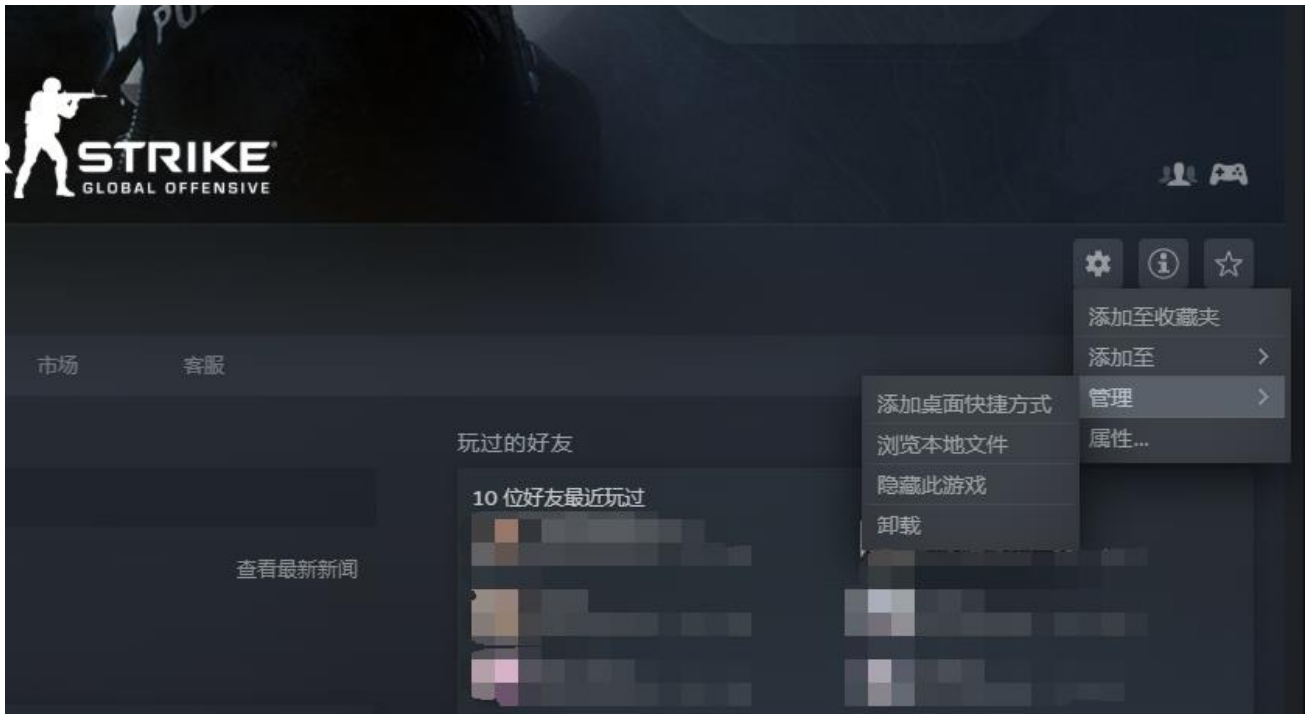 PO
R STRIKE
GLOBAL OFFENSIVE
添加至收藏夹
市场
客服
添加至
管理
属性...
添加桌面快捷方式
浏览本地文件
隐藏此游戏
卸载
玩过的好友
10 位好友最近玩过
查看最新新闻